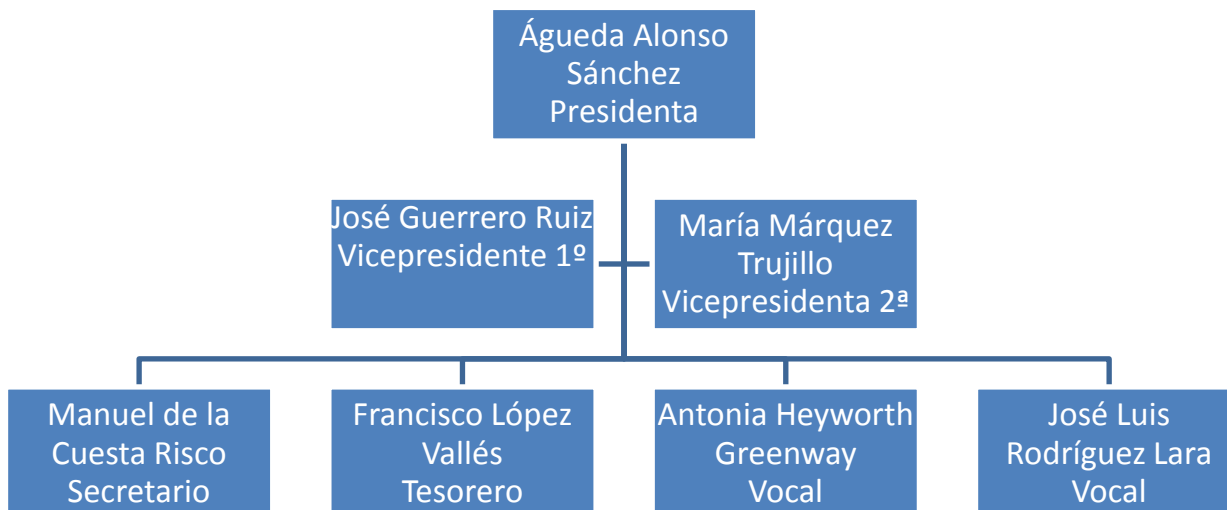 Águeda Alonso
Sánchez
Presidenta
José Guerrero Ruiz
Vicepresidente 1º
María Márquez
Trujillo
Vicepresidenta 2ª
Manuel de la
Cuesta Risco
Secretario
Francisco López
Vallés
Tesorero
Antonia Heyworth
Greenway
Vocal
José Luis
Rodríguez Lara
Vocal